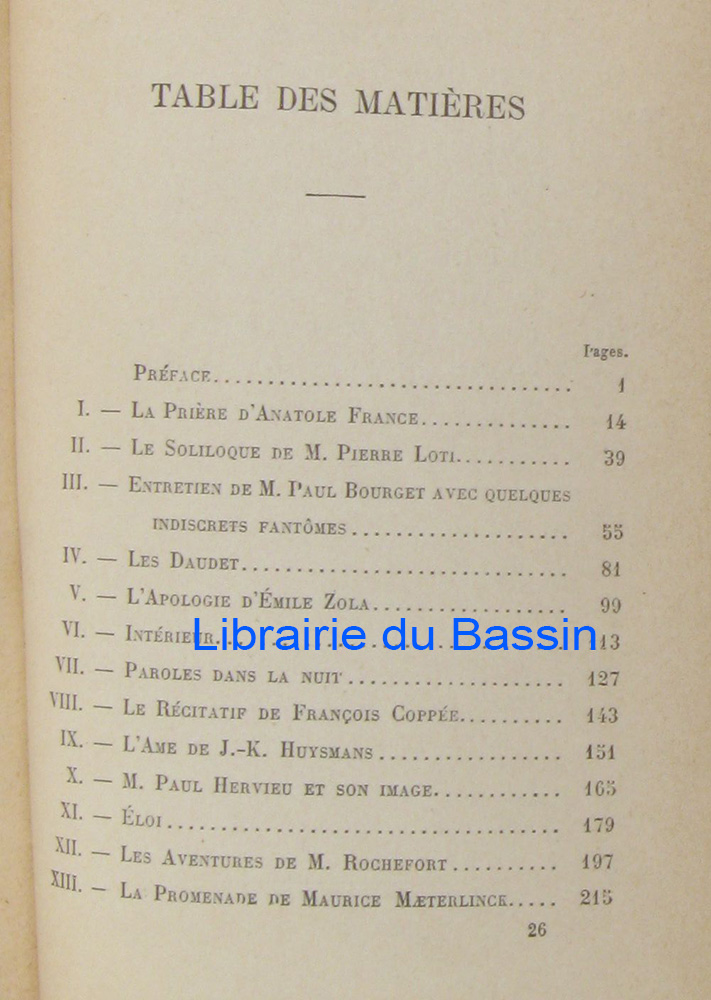 TABLE DES MATIÈRES
Pages.
PRÉFACE................................ 1
I. — LA PRIÈRE D'ANATOLE FRANCE.............. 14
II. — LE SOLILOQUE DE M. PIERRE LOTI........... 39
III. — ENTRETIEN DE M. PAUL BOURGET AVEC QUELQUES
INDISCRETS FANTÔMES.................... 55
IV. — LES DAUDET............................ 81
V. — L'APOLOGIE D'ÉMILE ZOLA.................. 99
VI. — INTÉRIEUR............................ 13
Librairie du Bassin
VII. — PAROLES DANS LA NUIT.................... 127
VIII. — LE RÉCITATIF DE FRANÇOIS COPPÉE.......... 143
IX. — L'AME DE J.-K. HUYSMANS................. 151
X. — M. PAUL HERVIEU ET SON IMAGE............ 165
XI. — ÉLOI................................. 179
XII. — LES AVENTURES DE M. ROCHEFORT.......... 197
XIII. — LA PROMENADE DE MAURICE MÆTERLINCK..... 215
26